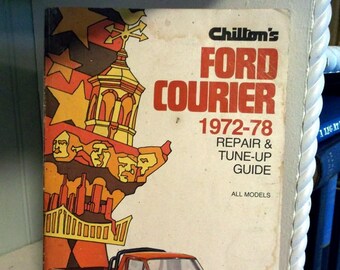 Chilton's
FORD
COURIER
1972-78
REPAIR &
TUNE-UP
GUIDE
ALL MODELS